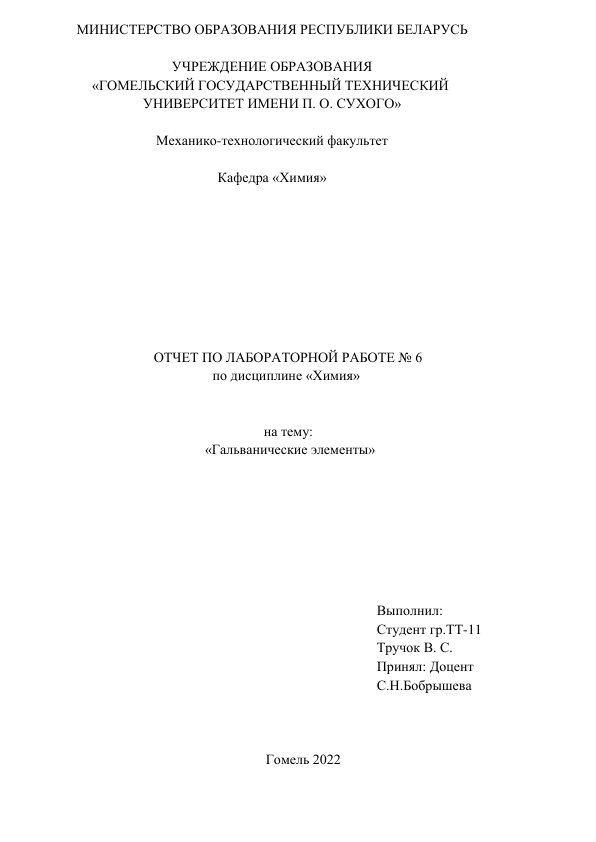 МИНИСТЕРСТВО ОБРАЗОВАНИЯ РЕСПУБЛИКИ БЕЛАРУСЬ
УЧРЕЖДЕНИЕ ОБРАЗОВАНИЯ
«ГОМЕЛЬСКИЙ ГОСУДАРСТВЕННЫЙ ТЕХНИЧЕСКИЙ
УНИВЕРСИТЕТ ИМЕНИ П. О. СУХОГО»
Механико-технологический факультет
Кафедра «Химия»
ОТЧЕТ ПО ЛАБОРАТОРНОЙ РАБОТЕ № 6
по дисциплине «Химия»
на тему:
«Гальванические элементы»
Выполнил:
Студент гр.ТТ-11
Тручок В. С.
Принял: Доцент
С.Н.Бобрышева
Гомель 2022